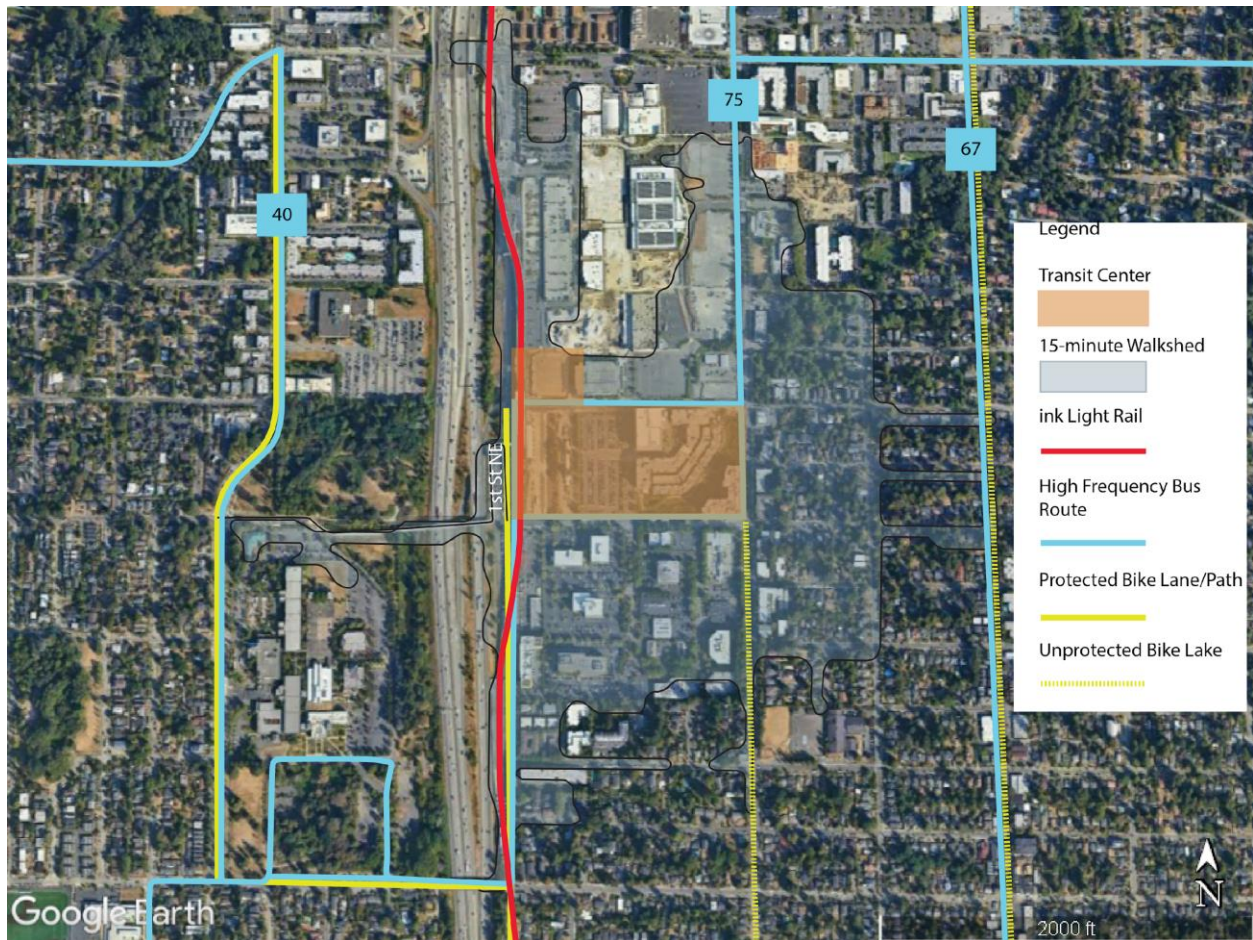 75
67
40
Legend
Transit Center
15-minute Walkshed
ink Light Rail
High Frequency Bus
Route
Protected Bike Lane/Path
Unprotected Bike Lake
1st St NE
Google Earth
N
2000 ft